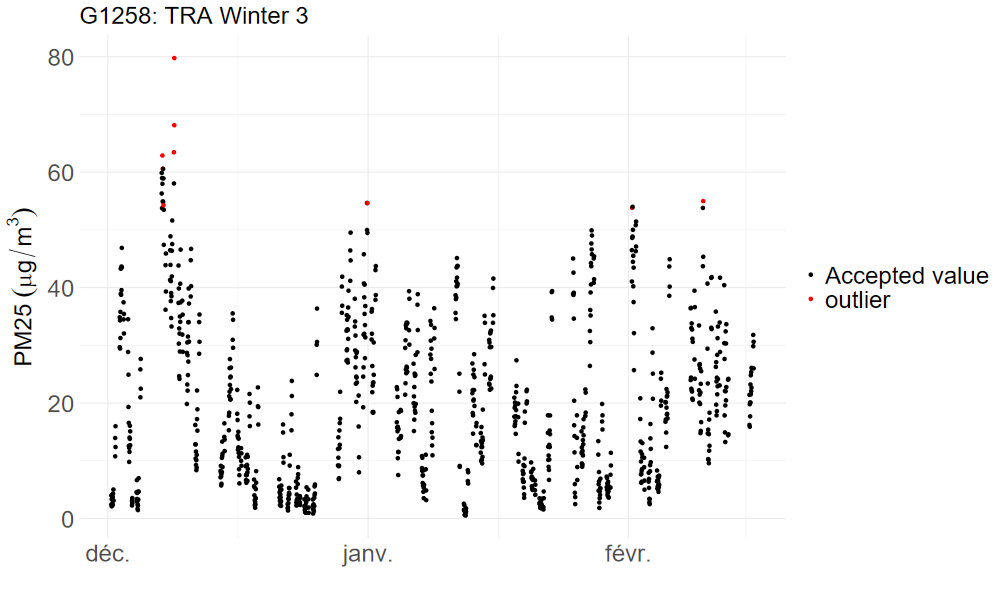 G1258: TRA Winter 3
80
60
40
20
0
PM25 (μg/m³)
déc.
janv.
févr.
Accepted value
outlier